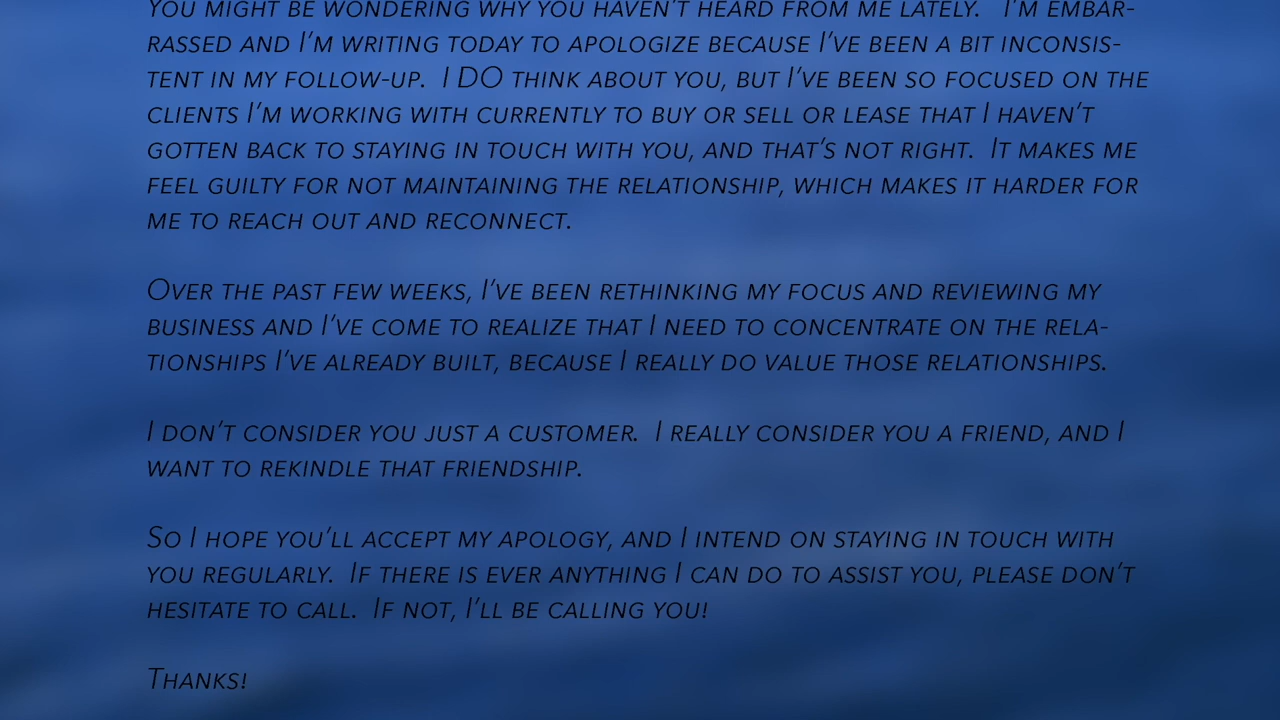 You might be wondering why you haven't heard from me lately.   I'm embar-
rassed and I'm writing today to apologize because I've been a bit inconsis-
tent in my follow-up.  I DO think about you, but I've been so focused on the
clients I'm working with currently to buy or sell or lease that I haven't
gotten back to staying in touch with you, and that's not right.  It makes me
feel guilty for not maintaining the relationship, which makes it harder for
me to reach out and reconnect.
Over the past few weeks, I've been rethinking my focus and reviewing my
business and I've come to realize that I need to concentrate on the rela-
tionships I've already built, because I really do value those relationships.
I don't consider you just a customer.  I really consider you a friend, and I
want to rekindle that friendship.
So I hope you'll accept my apology, and I intend on staying in touch with
you regularly.  If there is ever anything I can do to assist you, please don't
hesitate to call.  If not, I'll be calling you!
Thanks!